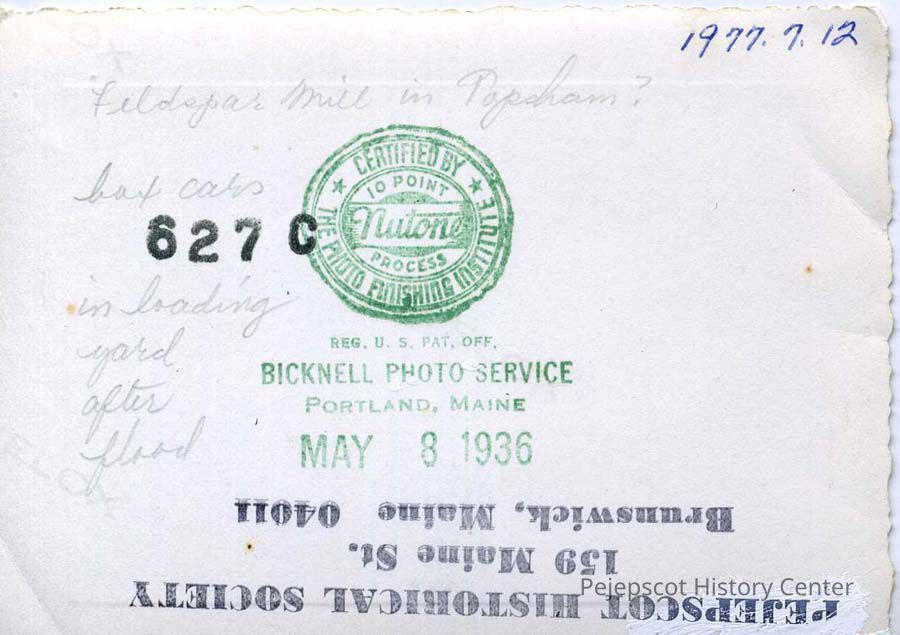 1977.7.12
Feldspar Mill in Topsham?
box cars
627 C
CERTIFIED BY
THE PHOTO FINISHING INSTITUTE
10 POINT
Nutone
PROCESS
in loading
yard
after
flood
REG. U. S. PAT. OFF.
BICKNELL PHOTO SERVICE
PORTLAND, MAINE
MAY 8 1936
PEJEPSCOT HISTORICAL SOCIETY
159 Maine St.
Brunswick, Maine 04011
Pejepscot History Center